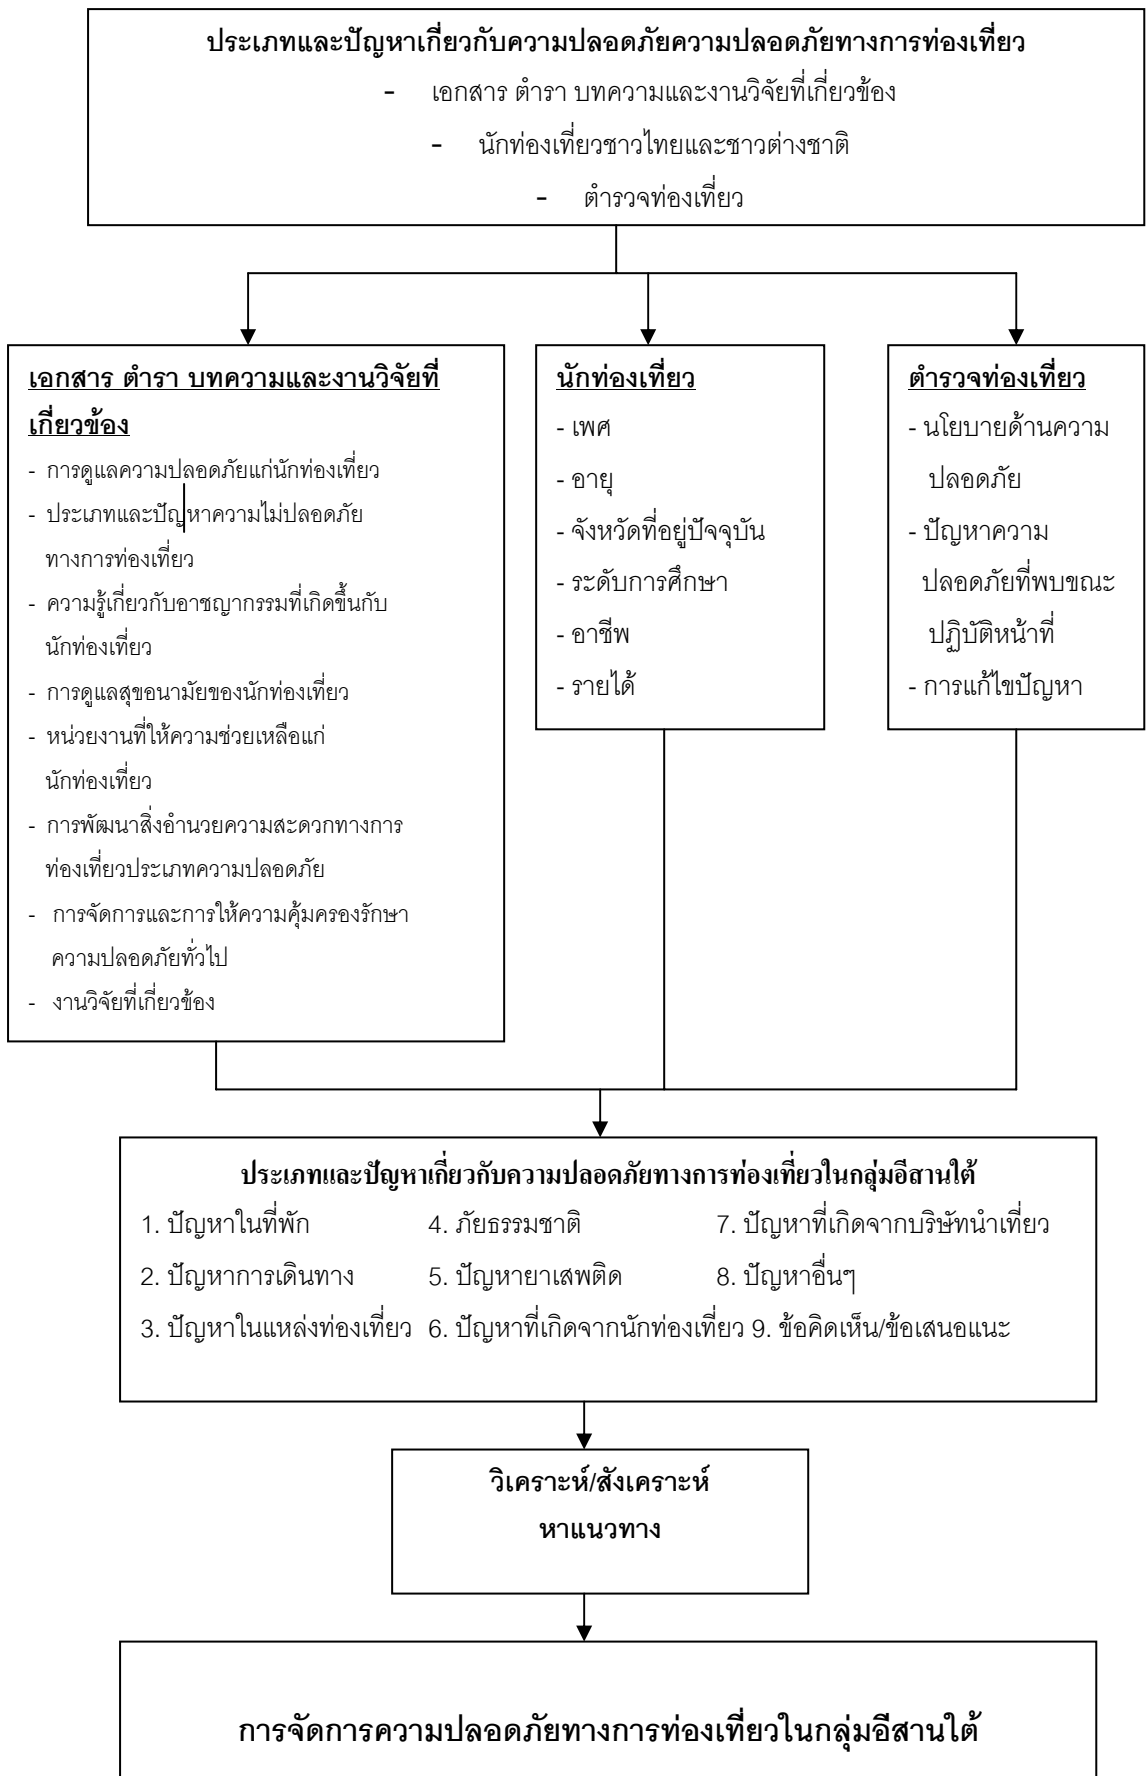 ประเภทและปัญหาเกี่ยวกับความปลอดภัยความปลอดภัยทางการท่องเที่ยว
- เอกสาร ตำรา บทความและงานวิจัยที่เกี่ยวข้อง
- นักท่องเที่ยวชาวไทยและชาวต่างชาติ
- ตำรวจท่องเที่ยว
เอกสาร ตำรา บทความและงานวิจัยที่
เกี่ยวข้อง
- การดูแลความปลอดภัยแก่นักท่องเที่ยว
- ประเภทและปัญหาความไม่ปลอดภัย
ทางการท่องเที่ยว
- ความรู้เกี่ยวกับอาชญากรรมที่เกิดขึ้นกับ
นักท่องเที่ยว
- การดูแลสุขอนามัยของนักท่องเที่ยว
- หน่วยงานที่ให้ความช่วยเหลือแก่
นักท่องเที่ยว
- การพัฒนาสิ่งอำนวยความสะดวกทางการ
ท่องเที่ยวประเภทความปลอดภัย
- การจัดการและการให้ความคุ้มครองรักษา
ความปลอดภัยทั่วไป
- งานวิจัยที่เกี่ยวข้อง
นักท่องเที่ยว
- เพศ
- อายุ
- จังหวัดที่อยู่ปัจจุบัน
- ระดับการศึกษา
- อาชีพ
- รายได้
ตำรวจท่องเที่ยว
- นโยบายด้านความ
ปลอดภัย
- ปัญหาความ
ปลอดภัยที่พบขณะ
ปฏิบัติหน้าที่
- การแก้ไขปัญหา
ประเภทและปัญหาเกี่ยวกับความปลอดภัยทางการท่องเที่ยวในกลุ่มอีสานใต้
1. ปัญหาในที่พัก 4. ภัยธรรมชาติ 7. ปัญหาที่เกิดจากบริษัทนำเที่ยว
2. ปัญหาการเดินทาง 5. ปัญหายาเสพติด 8. ปัญหาอื่นๆ
3. ปัญหาในแหล่งท่องเที่ยว 6. ปัญหาที่เกิดจากนักท่องเที่ยว 9. ข้อคิดเห็น/ข้อเสนอแนะ
วิเคราะห์/สังเคราะห์
หาแนวทาง
การจัดการความปลอดภัยทางการท่องเที่ยวในกลุ่มอีสานใต้